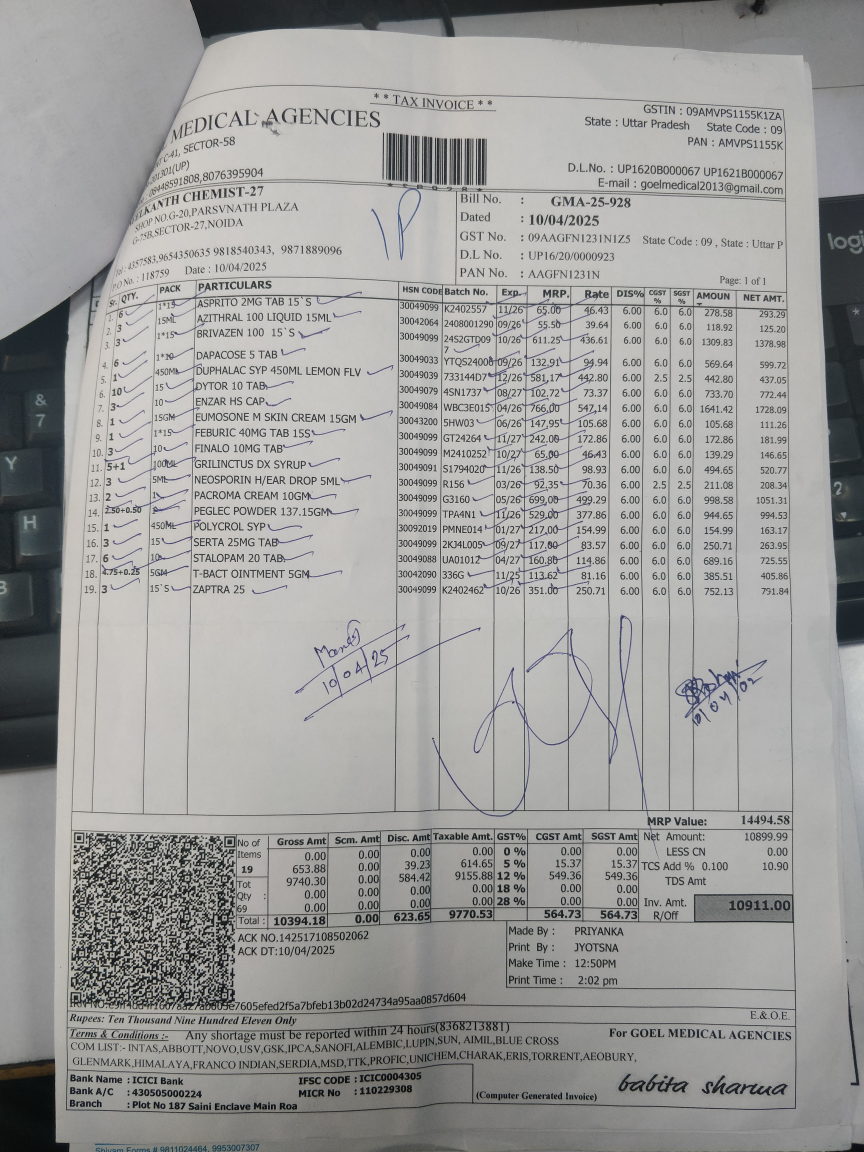 * * TAX INVOICE * *
MEDICAL AGENCIES
C-41, SECTOR-58
201301(UP)
08448591808,8076395904
GSTIN : 09AMVPS1155K1ZA
State : Uttar Pradesh State Code : 09
PAN : AMVPS1155K
D.L.No. : UP1620B000067 UP1621B000067
E-mail : goelmedical2013@gmail.com
LKANTH CHEMIST-27
SHOP NO.G-20,PARSVNATH PLAZA
G-75B,SECTOR-27,NOIDA
4357583,9654350635 9818540343, 9871889096
P.O No. : 118759 Date : 10/04/2025
IP
Bill No. : GMA-25-928
Dated : 10/04/2025
GST No. : 09AAGFN1231N1Z5 State Code : 09 , State : Uttar P
D.L No. : UP16/20/0000923
PAN No. : AAGFN1231N
Page: 1 of 1
Sr. QTY. PACK PARTICULARS HSN CODE Batch No. Exp. MRP. Rate DIS% CGST % SGST % AMOUN NET AMT.
1. 6 1*15 ASPRITO 2MG TAB 15`S 30049099 K2402557 11/26 65.00 46.43 6.00 6.0 6.0 278.58 293.29
2. 3 15ML AZITHRAL 100 LIQUID 15ML 30042064 2408001290 09/26 55.50 39.64 6.00 6.0 6.0 118.92 125.20
3. 3 1*15 BRIVAZEN 100 15`S 30049099 24S2GTD09 10/26 611.25 436.61 6.00 6.0 6.0 1309.83 1378.98
7
4. 6 1*10 DAPACOSE 5 TAB 30049033 YTQS24008 09/26 132.91 94.94 6.00 6.0 6.0 569.64 599.72
5. 1 450ML DUPHALAC SYP 450ML LEMON FLV 30049039 733144D7 12/26 581.17 442.80 6.00 2.5 2.5 442.80 437.05
6. 10 15 DYTOR 10 TAB 30049079 4SN1737 08/27 102.72 73.37 6.00 6.0 6.0 733.70 772.44
7. 3 10 ENZAR HS CAP 30049084 WBC3E015 04/26 766.00 547.14 6.00 6.0 6.0 1641.42 1728.09
8. 1 15GM EUMOSONE M SKIN CREAM 15GM 30043200 5HW03 06/26 147.95 105.68 6.00 6.0 6.0 105.68 111.26
9. 1 1*15 FEBURIC 40MG TAB 15S 30049099 GT24264 11/27 242.00 172.86 6.00 6.0 6.0 172.86 181.99
10. 3 10 FINALO 10MG TAB 30049099 M2410252 10/27 65.00 46.43 6.00 6.0 6.0 139.29 146.65
11. 5+1 100ML GRILINCTUS DX SYRUP 30049091 S1794020 11/26 138.50 98.93 6.00 6.0 6.0 494.65 520.77
12. 3 5ML NEOSPORIN H/EAR DROP 5ML 30049099 R156 03/26 92.35 70.36 6.00 2.5 2.5 211.08 208.34
13. 2 1 PACROMA CREAM 10GM 30049099 G3160 05/26 699.00 499.29 6.00 6.0 6.0 998.58 1051.31
14. 2.50+0.50 PEGLEC POWDER 137.15GM 30049099 TPA4N1 11/26 529.00 377.86 6.00 6.0 6.0 944.65 994.53
15. 1 450ML POLYCROL SYP 30092019 PMNE014 01/27 217.00 154.99 6.00 6.0 6.0 154.99 163.17
16. 3 15 SERTA 25MG TAB 30049099 2KJ4L005 09/27 117.00 83.57 6.00 6.0 6.0 250.71 263.95
17. 6 10 STALOPAM 20 TAB 30049088 UA01012 04/27 160.80 114.86 6.00 6.0 6.0 689.16 725.55
18. 4.75+0.25 5GM T-BACT OINTMENT 5GM 30042090 336G 11/25 113.62 81.16 6.00 6.0 6.0 385.51 405.86
19. 3 15`S ZAPTRA 25 30049099 K2402462 10/26 351.00 250.71 6.00 6.0 6.0 752.13 791.84
10/04/25
MRP Value: 14494.58
No of Items 19 Tot Qty : 69
Gross Amt Scm. Amt Disc. Amt Taxable Amt. GST% CGST Amt SGST Amt
0.00 0.00 0.00 0.00 0 % 0.00 0.00
653.88 0.00 39.23 614.65 5 % 15.37 15.37
9740.30 0.00 584.42 9155.88 12 % 549.36 549.36
0.00 0.00 0.00 0.00 18 % 0.00 0.00
0.00 0.00 0.00 0.00 28 % 0.00 0.00
Total : 10394.18 0.00 623.65 9770.53 564.73 564.73
Net Amount: 10899.99
LESS CN 0.00
TCS Add % 0.100 10.90
TDS Amt
Inv. Amt. 10911.00
R/Off
ACK NO.142517108502062
ACK DT:10/04/2025
Made By : PRIYANKA
Print By : JYOTSNA
Make Time : 12:50PM
Print Time : 2:02 pm
Rupees: Ten Thousand Nine Hundred Eleven Only
E.& O.E.
Terms & Conditions :- Any shortage must be reported within 24 hours(8368213881)
For GOEL MEDICAL AGENCIES
COM LIST:- INTAS,ABBOTT,NOVO,USV,GSK,IPCA,SANOFI,ALEMBIC,LUPIN,SUN, AIMIL,BLUE CROSS
GLENMARK,HIMALAYA,FRANCO INDIAN,SERDIA,MSD,TTK,PROFIC,UNICHEM,CHARAK,ERIS,TORRENT,AEOBURY,
Bank Name : ICICI Bank IFSC CODE : ICIC0004305
Bank A/C : 430505000224 MICR No : 110229308
Branch : Plot No 187 Saini Enclave Main Roa
(Computer Generated Invoice)
babita sharma
Shivam Forms # 9811024464, 9953007307
logi
&
7
Y
H
B